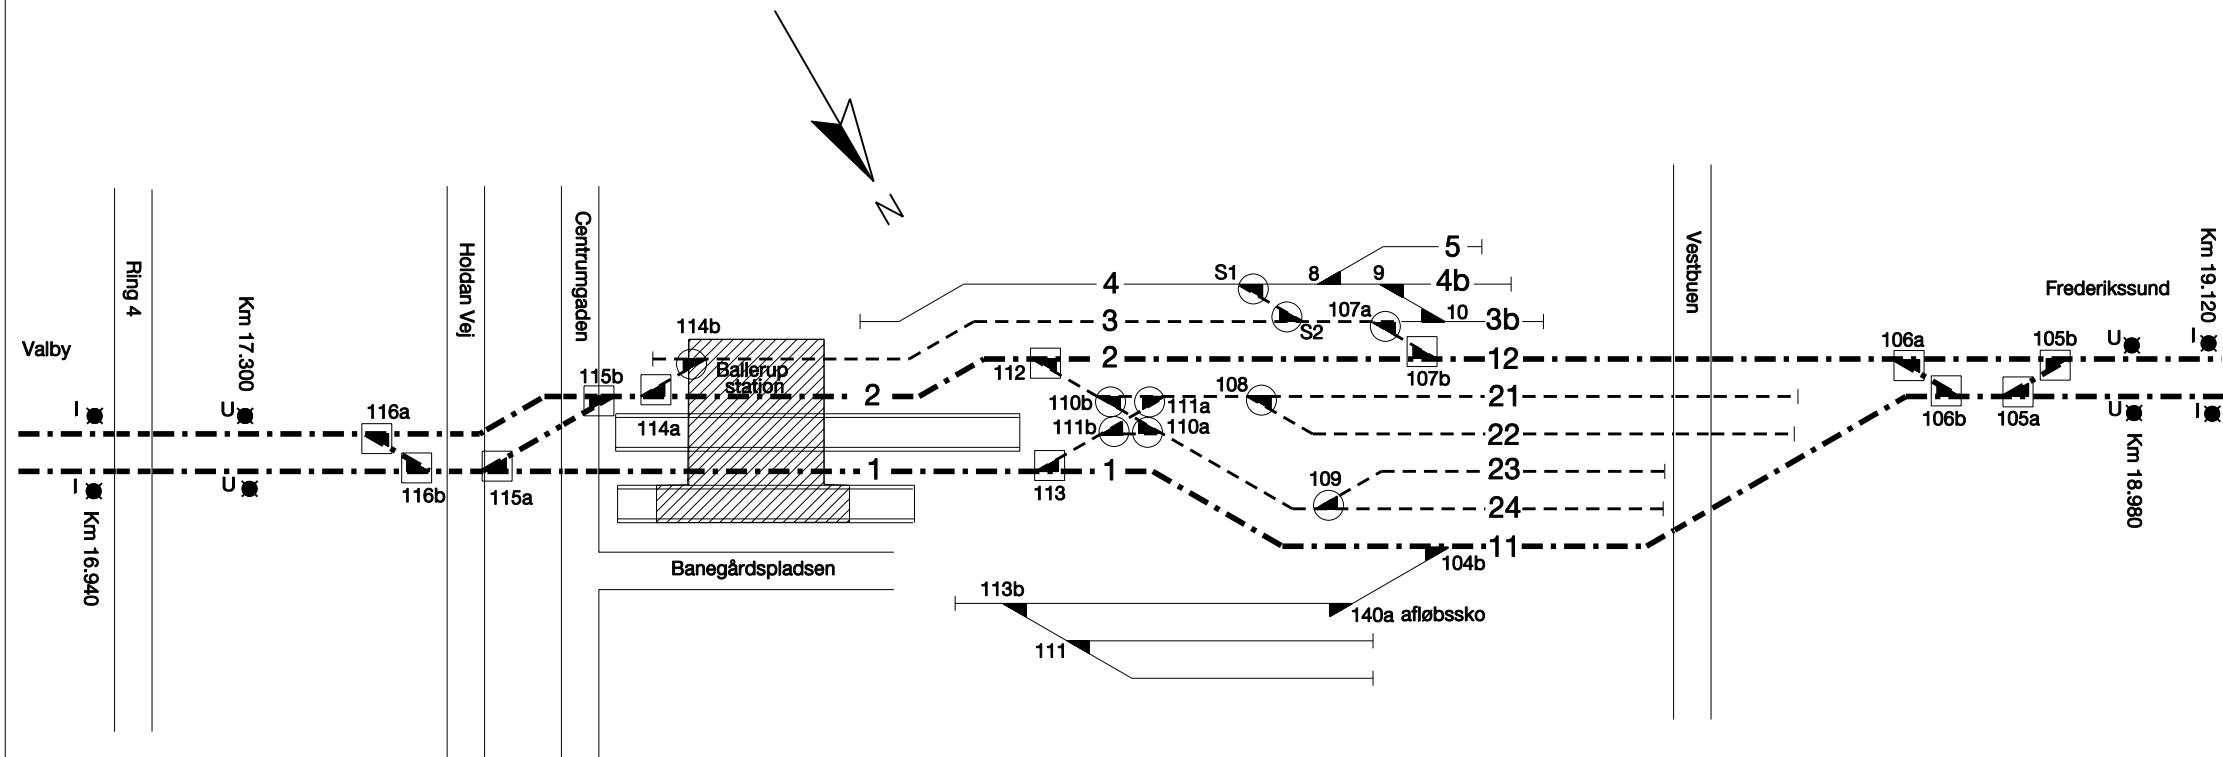 N
Valby
Ring 4
Km 17.300
Holdan Vej
Centrumgaden
Vestbuen
Frederikssund
Km 19.120
I
U
I
U
Km 16.940
116a
116b
115a
115b
114a
114b
Ballerup
station
2
1
Banegårdspladsen
5
S1
8
9
4b
4
3
S2
107a
10
3b
2
12
112
107b
108
21
110b
111a
111b
110a
22
113
1
109
23
24
11
104b
113b
140a afløbssko
111
106a
106b
105a
105b
U
I
U
I
Km 18.980